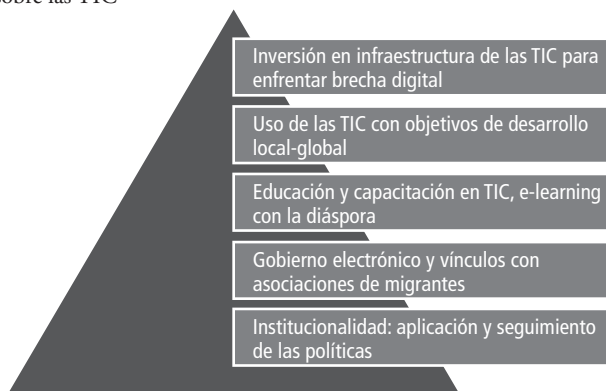 sobre las TIC
Inversión en infraestructura de las TIC para
enfrentar brecha digital
Uso de las TIC con objetivos de desarrollo
local-global
Educación y capacitación en TIC, e-learning
con la diáspora
Gobierno electrónico y vínculos con
asociaciones de migrantes
Institucionalidad: aplicación y seguimiento
de las políticas